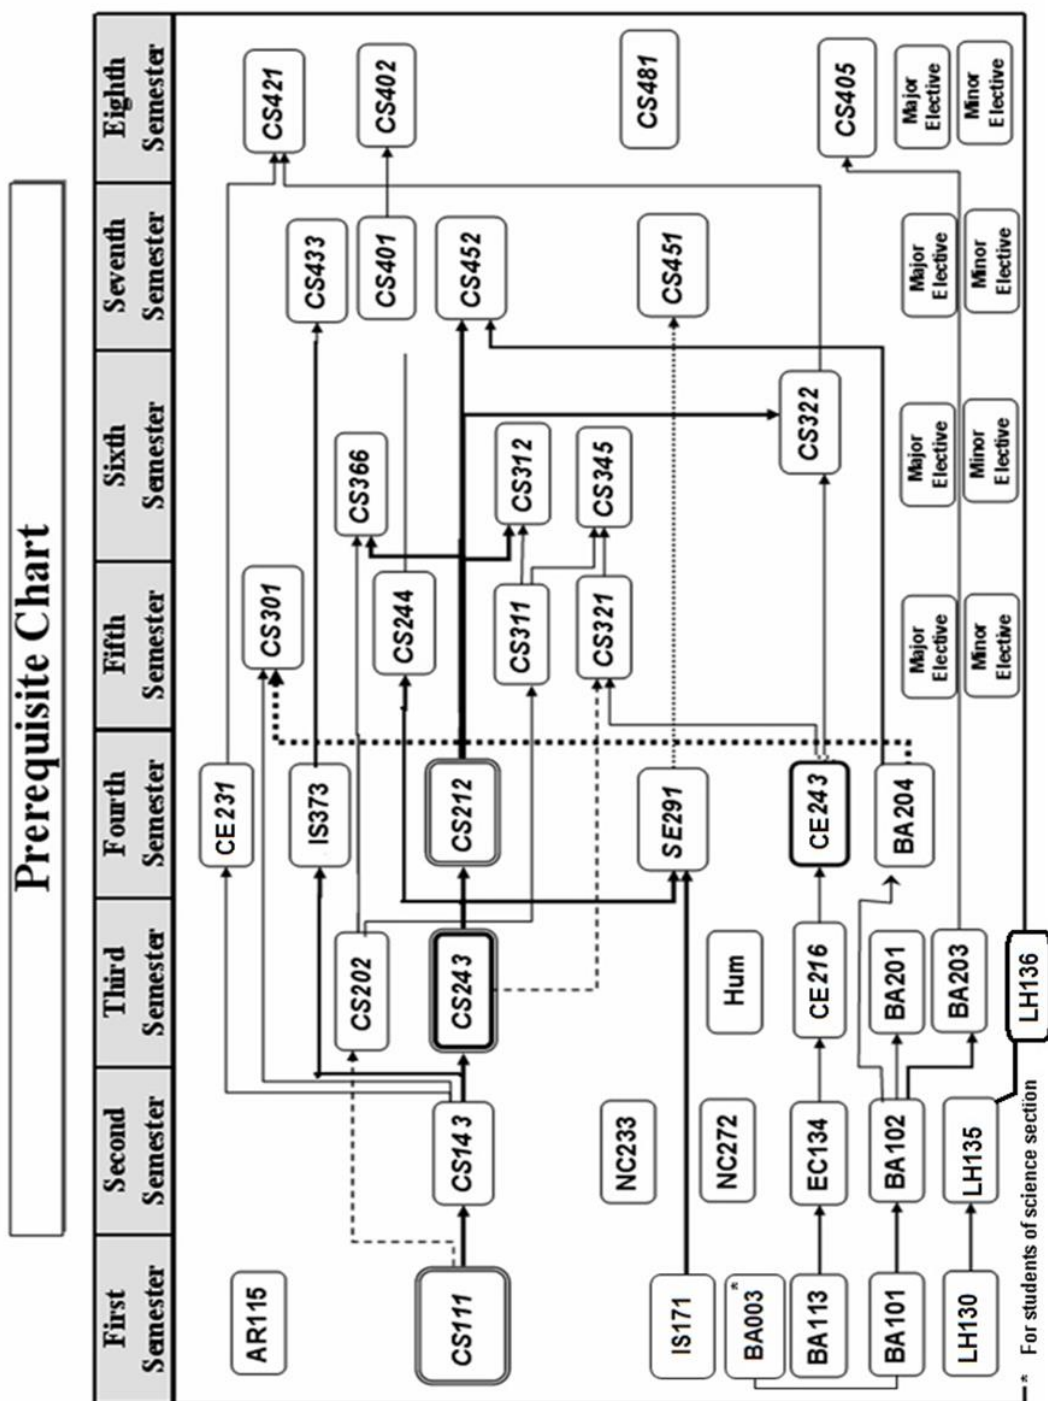 Prerequisite Chart
First
Semester
Second
Semester
Third
Semester
Fourth
Semester
Fifth
Semester
Sixth
Semester
Seventh
Semester
Eighth
Semester
AR115
CS111
IS171
BA003 *
BA113
BA101
LH130
CS143
NC233
NC272
EC134
BA102
LH135
CS202
CS243
Hum
CE216
BA201
BA203
LH136
CE231
IS373
CS212
SE291
CE243
BA204
CS301
CS244
CS311
CS321
Major
Elective
Minor
Elective
CS366
CS312
CS345
CS322
Major
Elective
Minor
Elective
CS433
CS401
CS452
CS451
Major
Elective
Minor
Elective
CS421
CS402
CS481
CS405
Major
Elective
Minor
Elective
* For students of science section